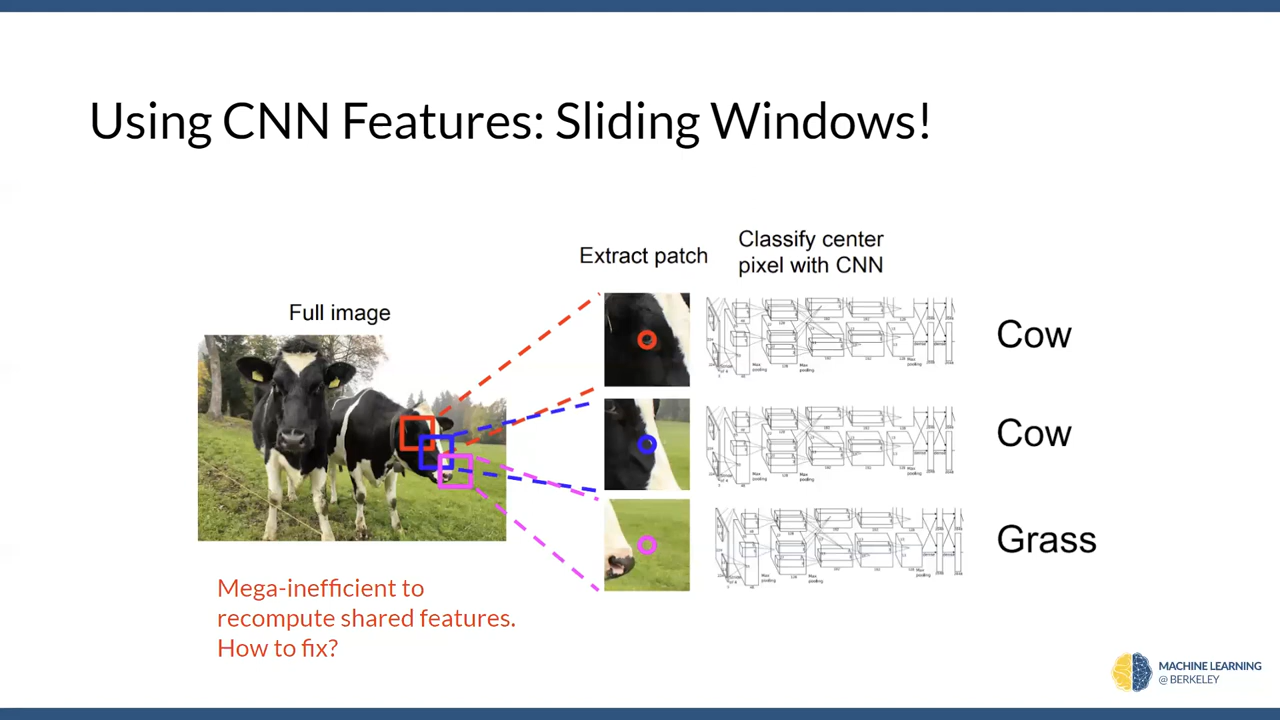 Using CNN Features: Sliding Windows!
Full image
Extract patch
Classify center
pixel with CNN
Cow
Cow
Grass
Mega-inefficient to
recompute shared features.
How to fix?
MACHINE LEARNING
@ BERKELEY